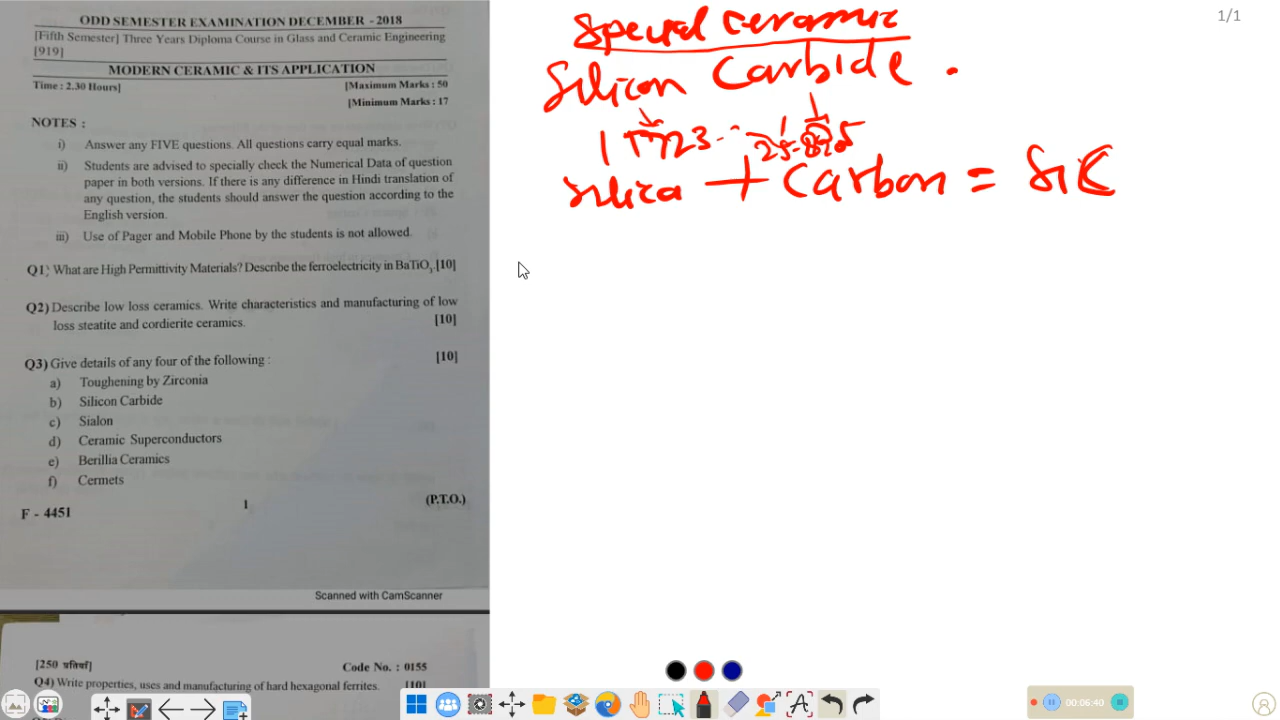 ODD SEMESTER EXAMINATION DECEMBER - 2018
[Fifth Semester] Three Years Diploma Course in Glass and Ceramic Engineering
[919]
MODERN CERAMIC & ITS APPLICATION
Time : 2.30 Hours]
[Maximum Marks : 50
[Minimum Marks : 17
NOTES :
i) Answer any FIVE questions. All questions carry equal marks.
ii) Students are advised to specially check the Numerical Data of question
paper in both versions. If there is any difference in Hindi translation of
any question, the students should answer the question according to the
English version.
iii) Use of Pager and Mobile Phone by the students is not allowed.
Q1) What are High Permittivity Materials? Describe the ferroelectricity in BaTiO₃.[10]
Q2) Describe low loss ceramics. Write characteristics and manufacturing of low
loss steatite and cordierite ceramics. [10]
Q3) Give details of any four of the following : [10]
a) Toughening by Zirconia
b) Silicon Carbide
c) Sialon
d) Ceramic Superconductors
e) Berillia Ceramics
f) Cermets
1
(P.T.O.)
F - 4451
Scanned with CamScanner
[250 प्रतियाँ]
Code No. : 0155
Q4) Write properties, uses and manufacturing of hard hexagonal ferrites. [10]
1/1
Special ceramic
Silicon Carbide .
Silica + Carbon = SiC
00:06:40